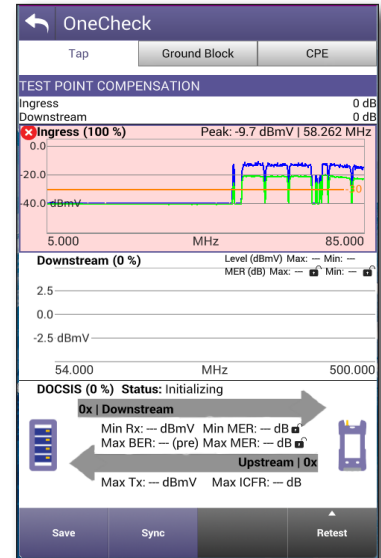 OneCheck
Tap Ground Block CPE
TEST POINT COMPENSATION
Ingress 0 dB
Downstream 0 dB
Ingress (100 %) Peak: -9.7 dBmV | 58.262 MHz
0.0
-20.0
-30
-40.0 dBmV
5.000 MHz 85.000
Downstream (0 %) Level (dBmV) Max: --- Min: ---
MER (dB) Max: --- Min: ---
2.5
0.0
-2.5 dBmV
54.000 MHz 500.000
DOCSIS (0 %) Status: Initializing
0x | Downstream
Min Rx: --- dBmV Min MER: --- dB
Max BER: --- (pre) Max MER: --- dB
Upstream | 0x
Max Tx: --- dBmV Max ICFR: --- dB
Save Sync Retest